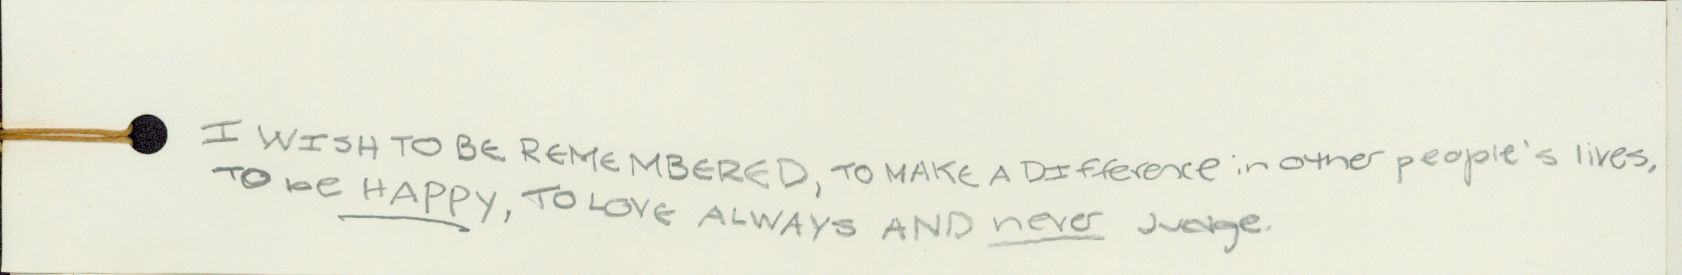 I WISH TO BE REMEMBERED, TO MAKE A DIfference in other people's lives,
TO be HAPPY, TO LOVE ALWAYS AND never Judge.